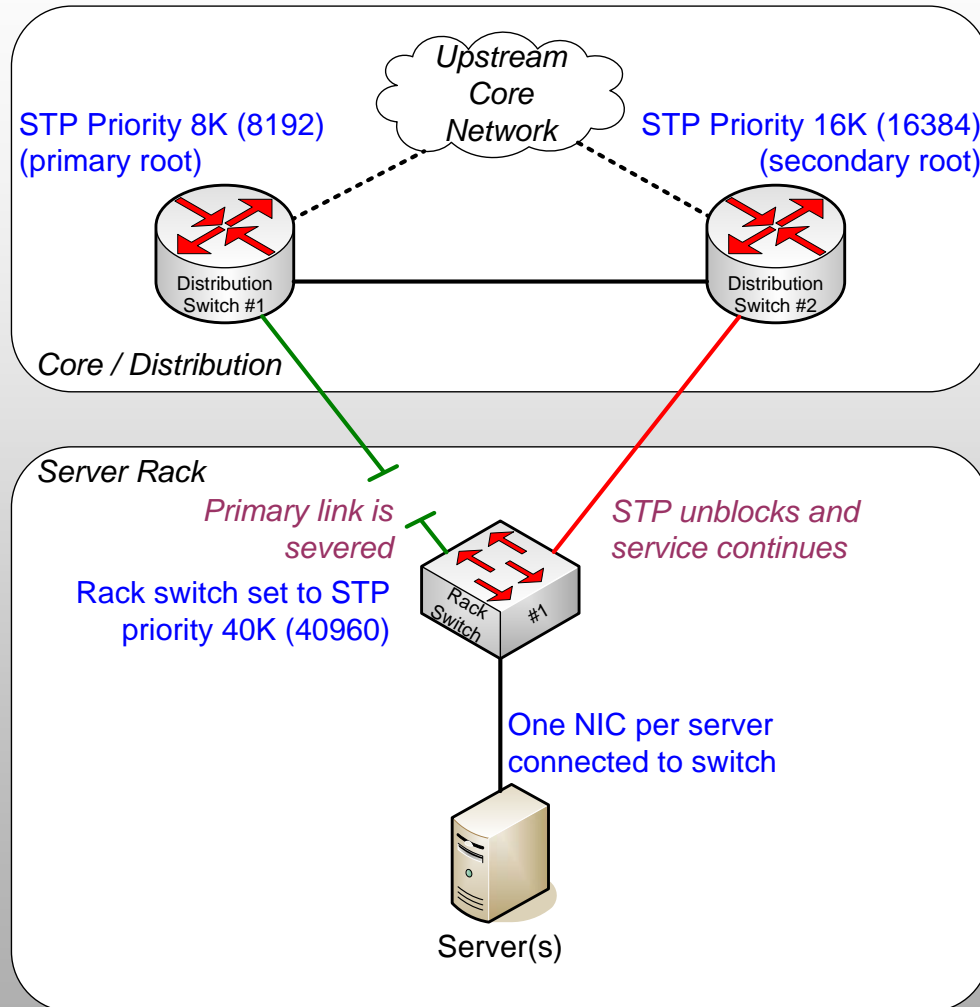 Upstream
Core
Network
STP Priority 8K (8192)
(primary root)
STP Priority 16K (16384)
(secondary root)
Distribution
Switch #1
Distribution
Switch #2
Core / Distribution
Server Rack
Primary link is
severed
STP unblocks and
service continues
Rack switch set to STP
priority 40K (40960)
Rack
Switch
#1
One NIC per server
connected to switch
Server(s)